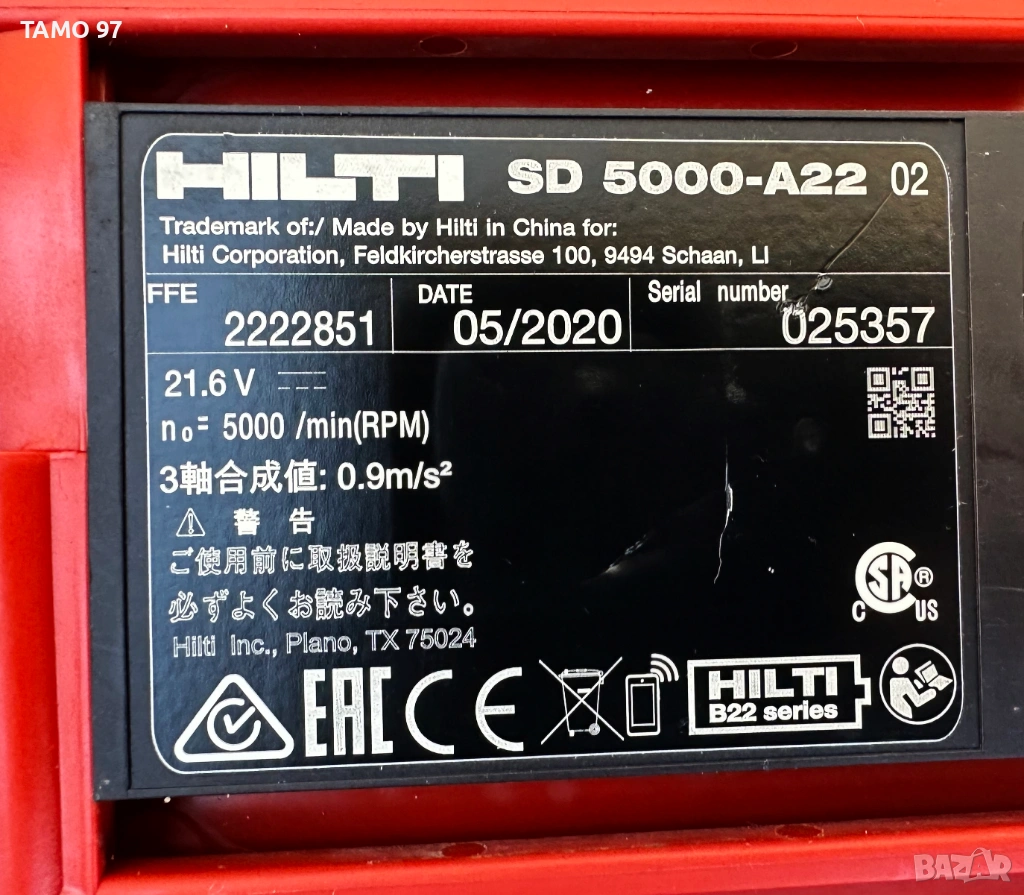 TAMO 97
HILTI SD 5000-A22 02
Trademark of:/ Made by Hilti in China for:
Hilti Corporation, Feldkircherstrasse 100, 9494 Schaan, LI
FFE DATE Serial number
2222851 05/2020 025357
21.6 V
n₀= 5000 /min(RPM)
3軸合成値: 0.9m/s²
警 告
ご使用前に取扱説明書を
必ずよくお読み下さい。
Hilti Inc., Plano, TX 75024
C SA ® US
EAC CE
HILTI
B22 series
BAZAR